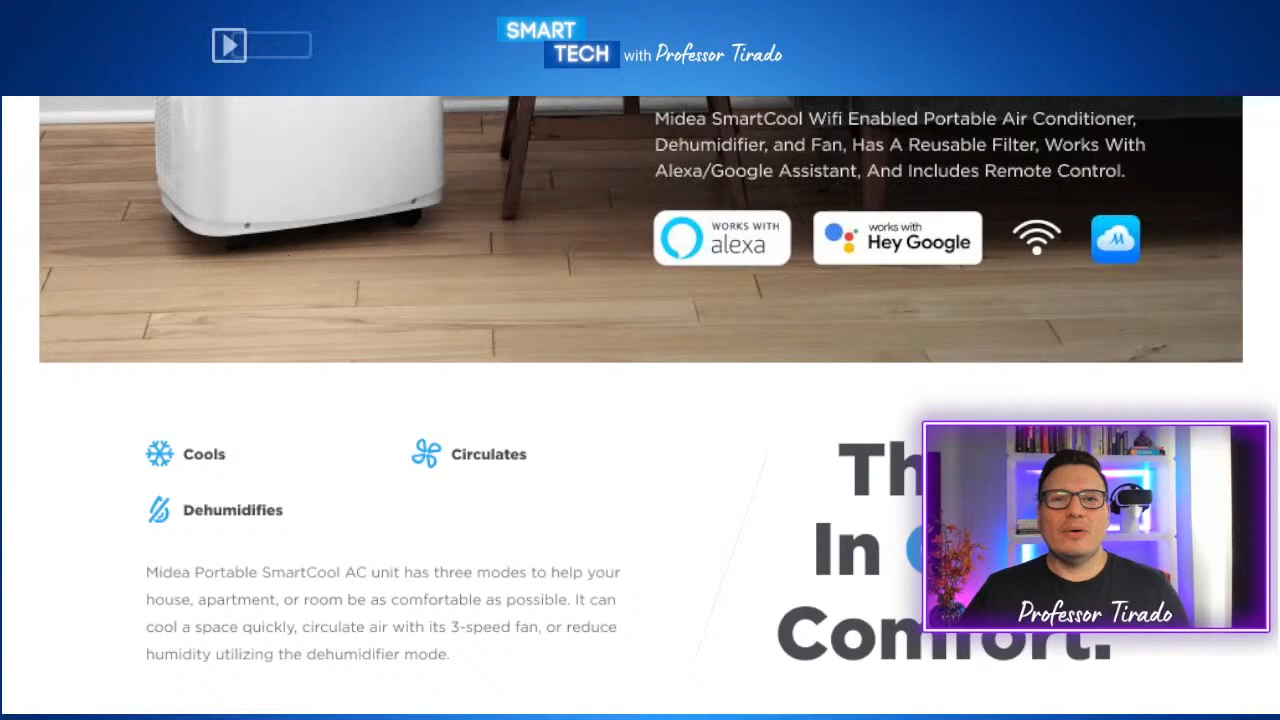 SMART
TECH with Professor Tirado
Midea SmartCool Wifi Enabled Portable Air Conditioner,
Dehumidifier, and Fan, Has A Reusable Filter, Works With
Alexa/Google Assistant, And Includes Remote Control.
WORKS WITH
alexa
works with
Hey Google
Cools
Circulates
Dehumidifies
Midea Portable SmartCool AC unit has three modes to help your
house, apartment, or room be as comfortable as possible. It can
cool a space quickly, circulate air with its 3-speed fan, or reduce
humidity utilizing the dehumidifier mode.
In
Comfort.
Professor Tirado